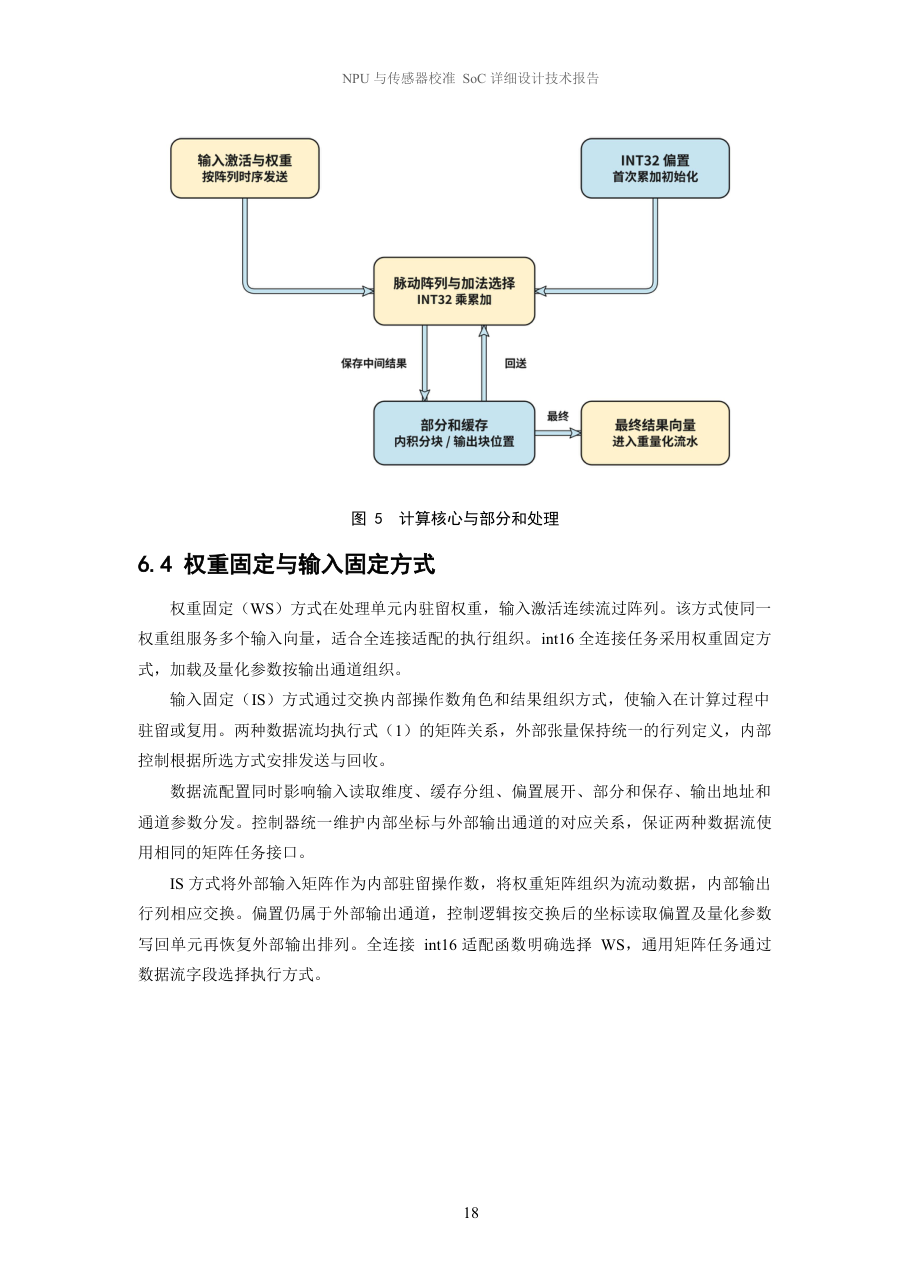 NPU 与传感器校准 SoC 详细设计技术报告
输入激活与权重
按阵列时序发送
INT32 偏置
首次累加初始化
脉动阵列与加法选择
INT32 乘累加
保存中间结果
回送
部分和缓存
内积分块 / 输出块位置
最终
最终结果向量
进入重量化流水
图 5 计算核心与部分和处理
6.4 权重固定与输入固定方式
权重固定（WS）方式在处理单元内驻留权重，输入激活连续流过阵列。该方式使同一
权重组服务多个输入向量，适合全连接适配的执行组织。int16 全连接任务采用权重固定方
式，加载及量化参数按输出通道组织。
输入固定（IS）方式通过交换内部操作数角色和结果组织方式，使输入在计算过程中
驻留或复用。两种数据流均执行式（1）的矩阵关系，外部张量保持统一的行列定义，内部
控制根据所选方式安排发送与回收。
数据流配置同时影响输入读取维度、缓存分组、偏置展开、部分和保存、输出地址和
通道参数分发。控制器统一维护内部坐标与外部输出通道的对应关系，保证两种数据流使
用相同的矩阵任务接口。
IS 方式将外部输入矩阵作为内部驻留操作数，将权重矩阵组织为流动数据，内部输出
行列相应交换。偏置仍属于外部输出通道，控制逻辑按交换后的坐标读取偏置及量化参数
写回单元再恢复外部输出排列。全连接 int16 适配函数明确选择 WS，通用矩阵任务通过
数据流字段选择执行方式。
18